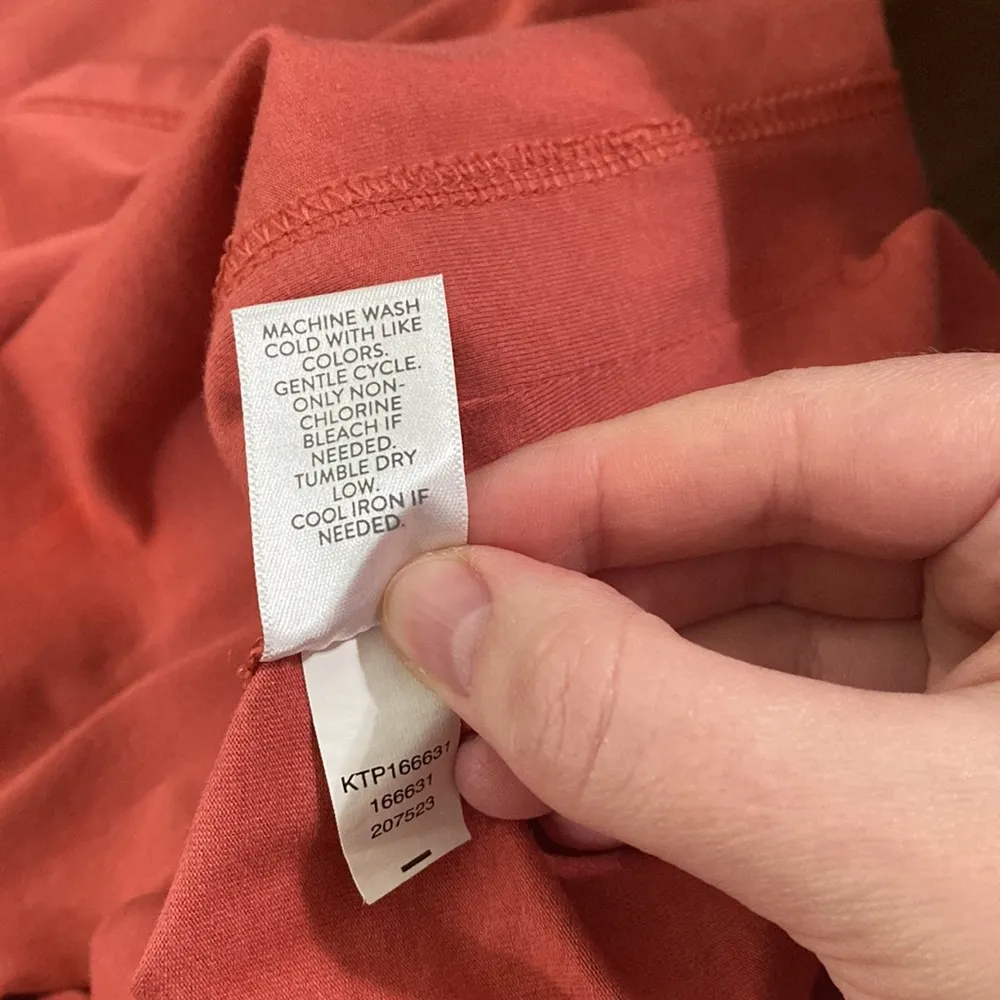 MACHINE WASH
COLD WITH LIKE
COLORS.
GENTLE CYCLE.
ONLY NON-
CHLORINE
BLEACH IF
NEEDED.
TUMBLE DRY
LOW.
COOL IRON IF
NEEDED.
KTP166631
166631
207523